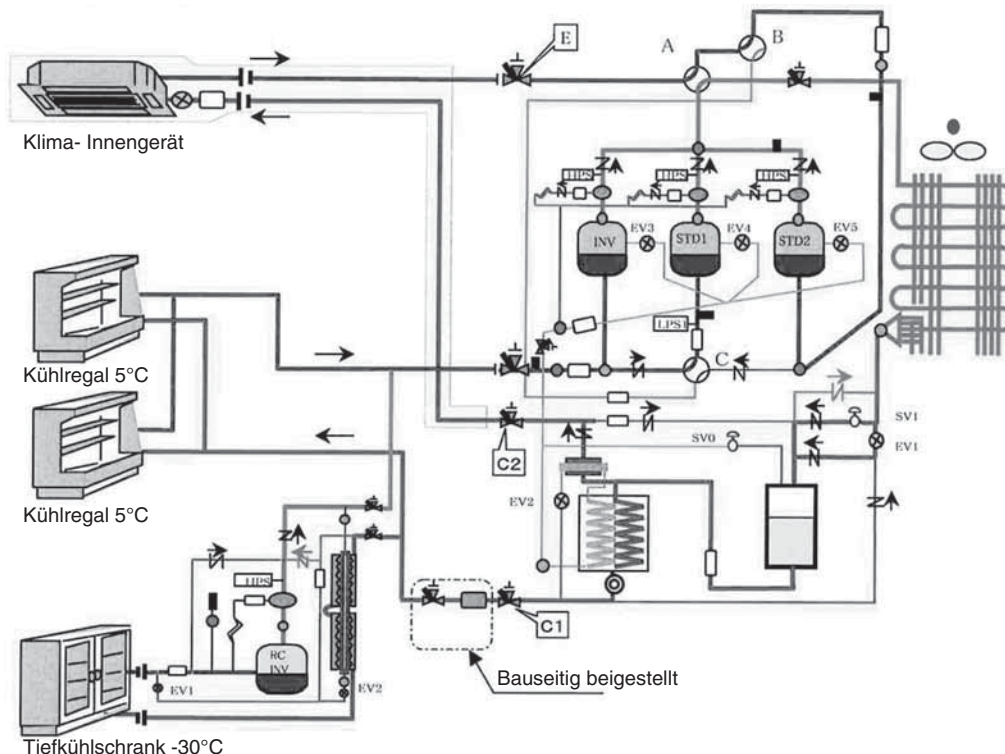 E
A
B
Klima- Innengerät
HPS
HPS
HPS
INV
EV3
STD1
EV4
STD2
EV5
LPS1
C
Kühlregal 5°C
C2
SV0
SV1
EV1
EV2
Kühlregal 5°C
HPS
C1
RC
INV
EV1
EV2
Bauseitig beigestellt
Tiefkühlschrank -30°C